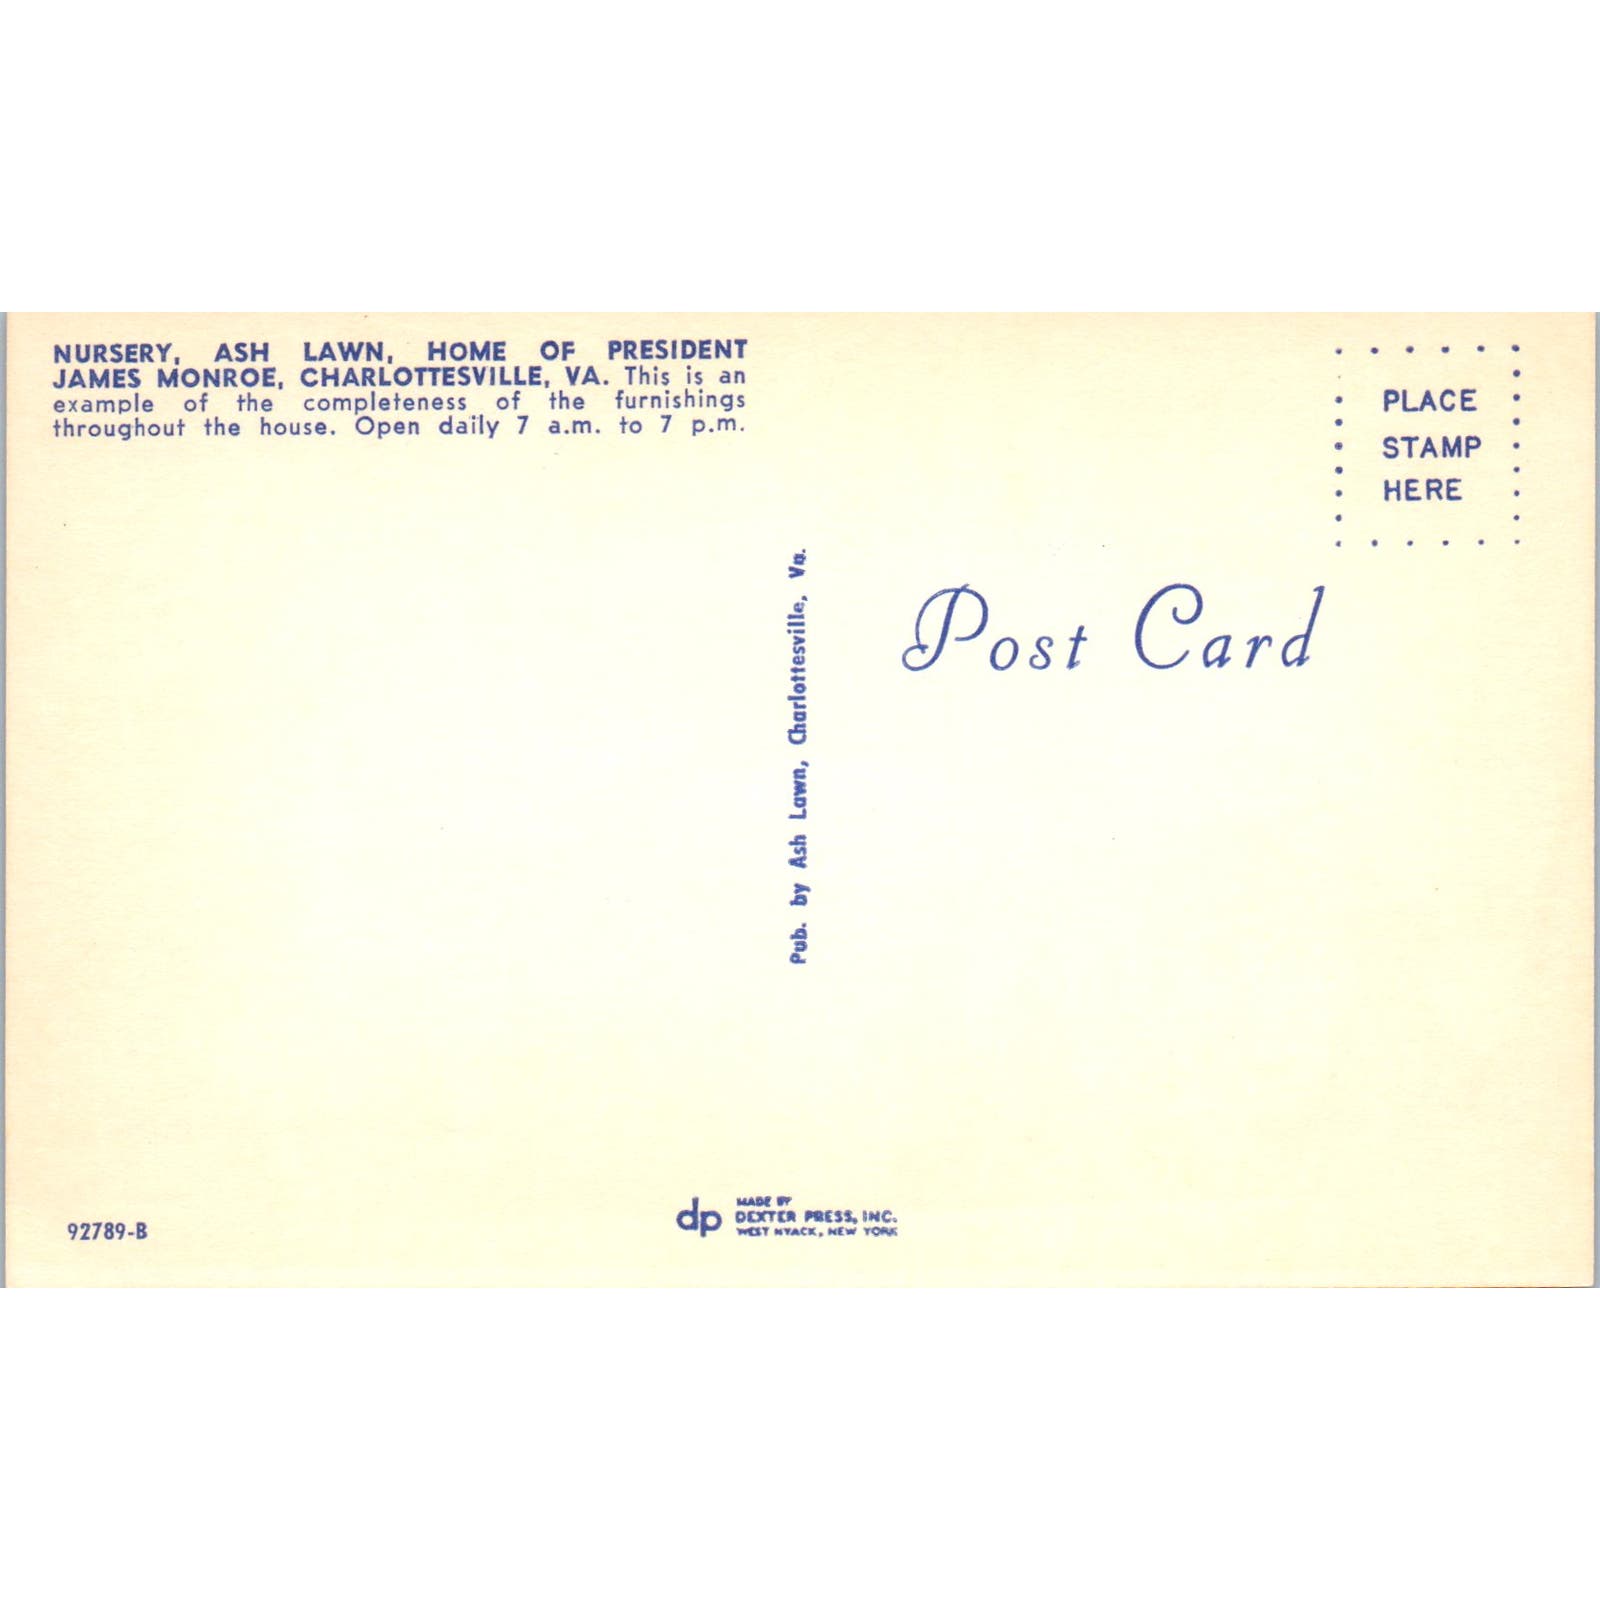 NURSERY, ASH LAWN, HOME OF PRESIDENT
JAMES MONROE, CHARLOTTESVILLE, VA. This is an
example of the completeness of the furnishings
throughout the house. Open daily 7 a.m. to 7 p.m.
PLACE
STAMP
HERE
Post Card
Pub. by Ash Lawn, Charlottesville, Va.
92789-B
dp
MADE BY
DEXTER PRESS, INC.
WEST NYACK, NEW YORK